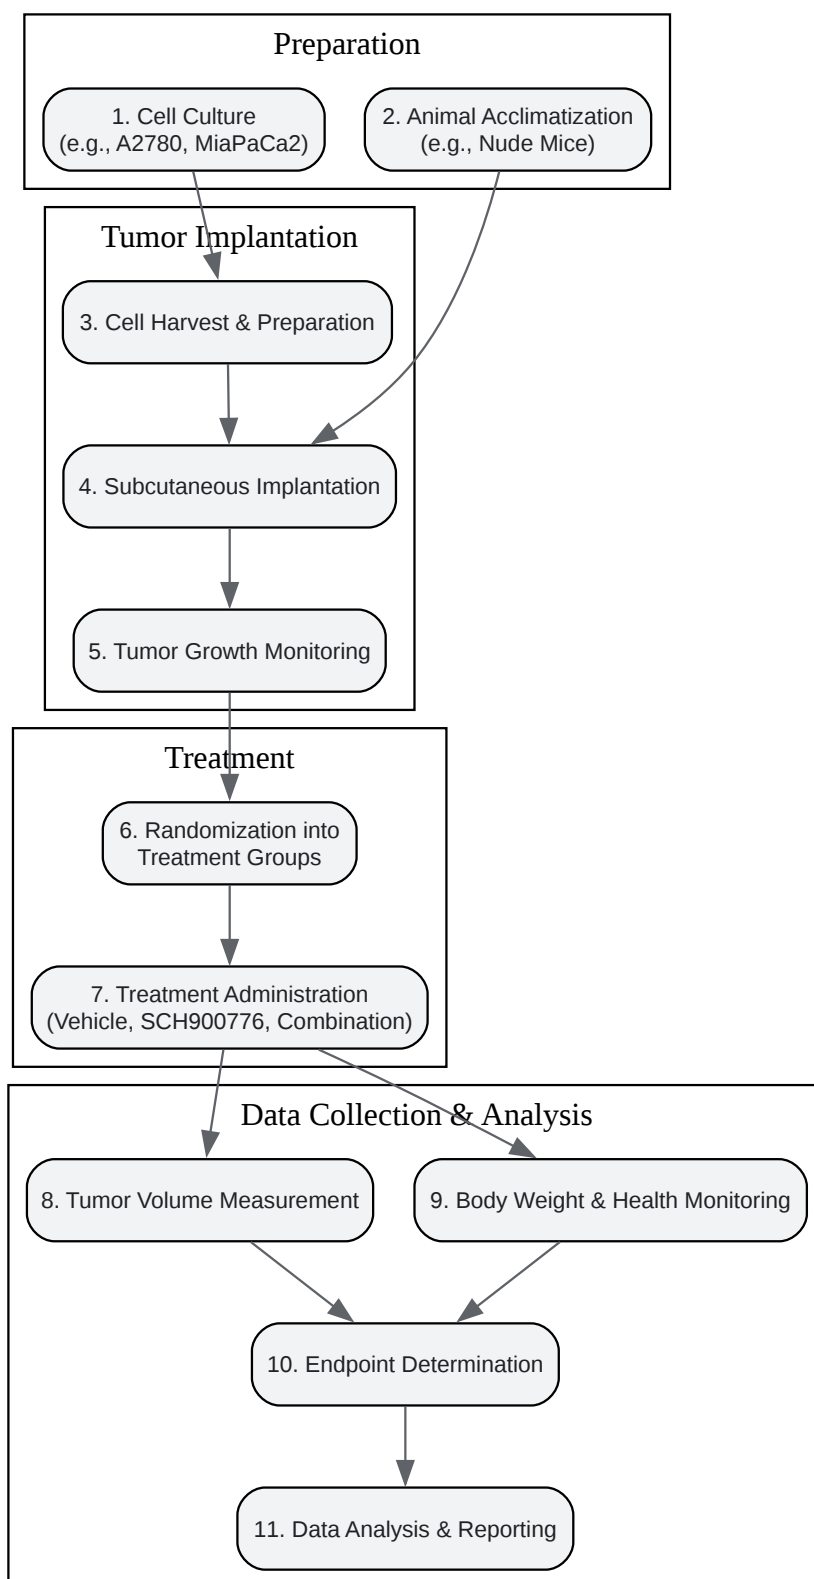 Preparation
1. Cell Culture
(e.g., A2780, MiaPaCa2)
2. Animal Acclimatization
(e.g., Nude Mice)
Tumor Implantation
3. Cell Harvest & Preparation
4. Subcutaneous Implantation
5. Tumor Growth Monitoring
Treatment
6. Randomization into
Treatment Groups
7. Treatment Administration
(Vehicle, SCH900776, Combination)
Data Collection & Analysis
8. Tumor Volume Measurement
9. Body Weight & Health Monitoring
10. Endpoint Determination
11. Data Analysis & Reporting